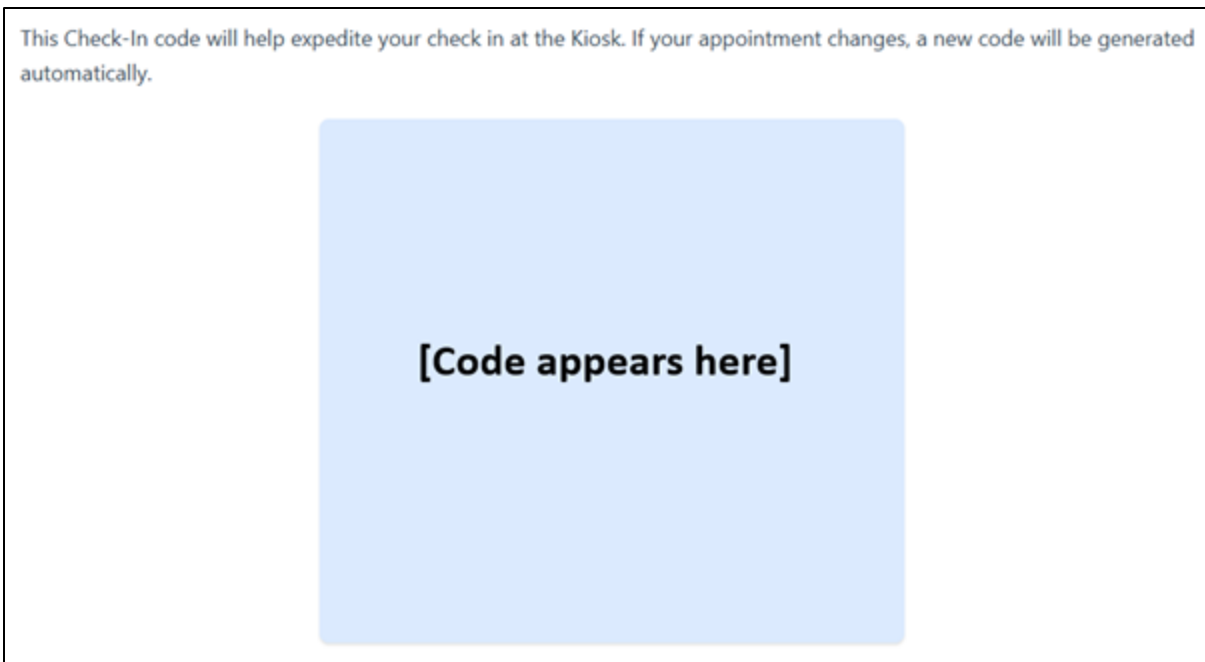 This Check-In code will help expedite your check in at the Kiosk. If your appointment changes, a new code will be generated
automatically.
[Code appears here]